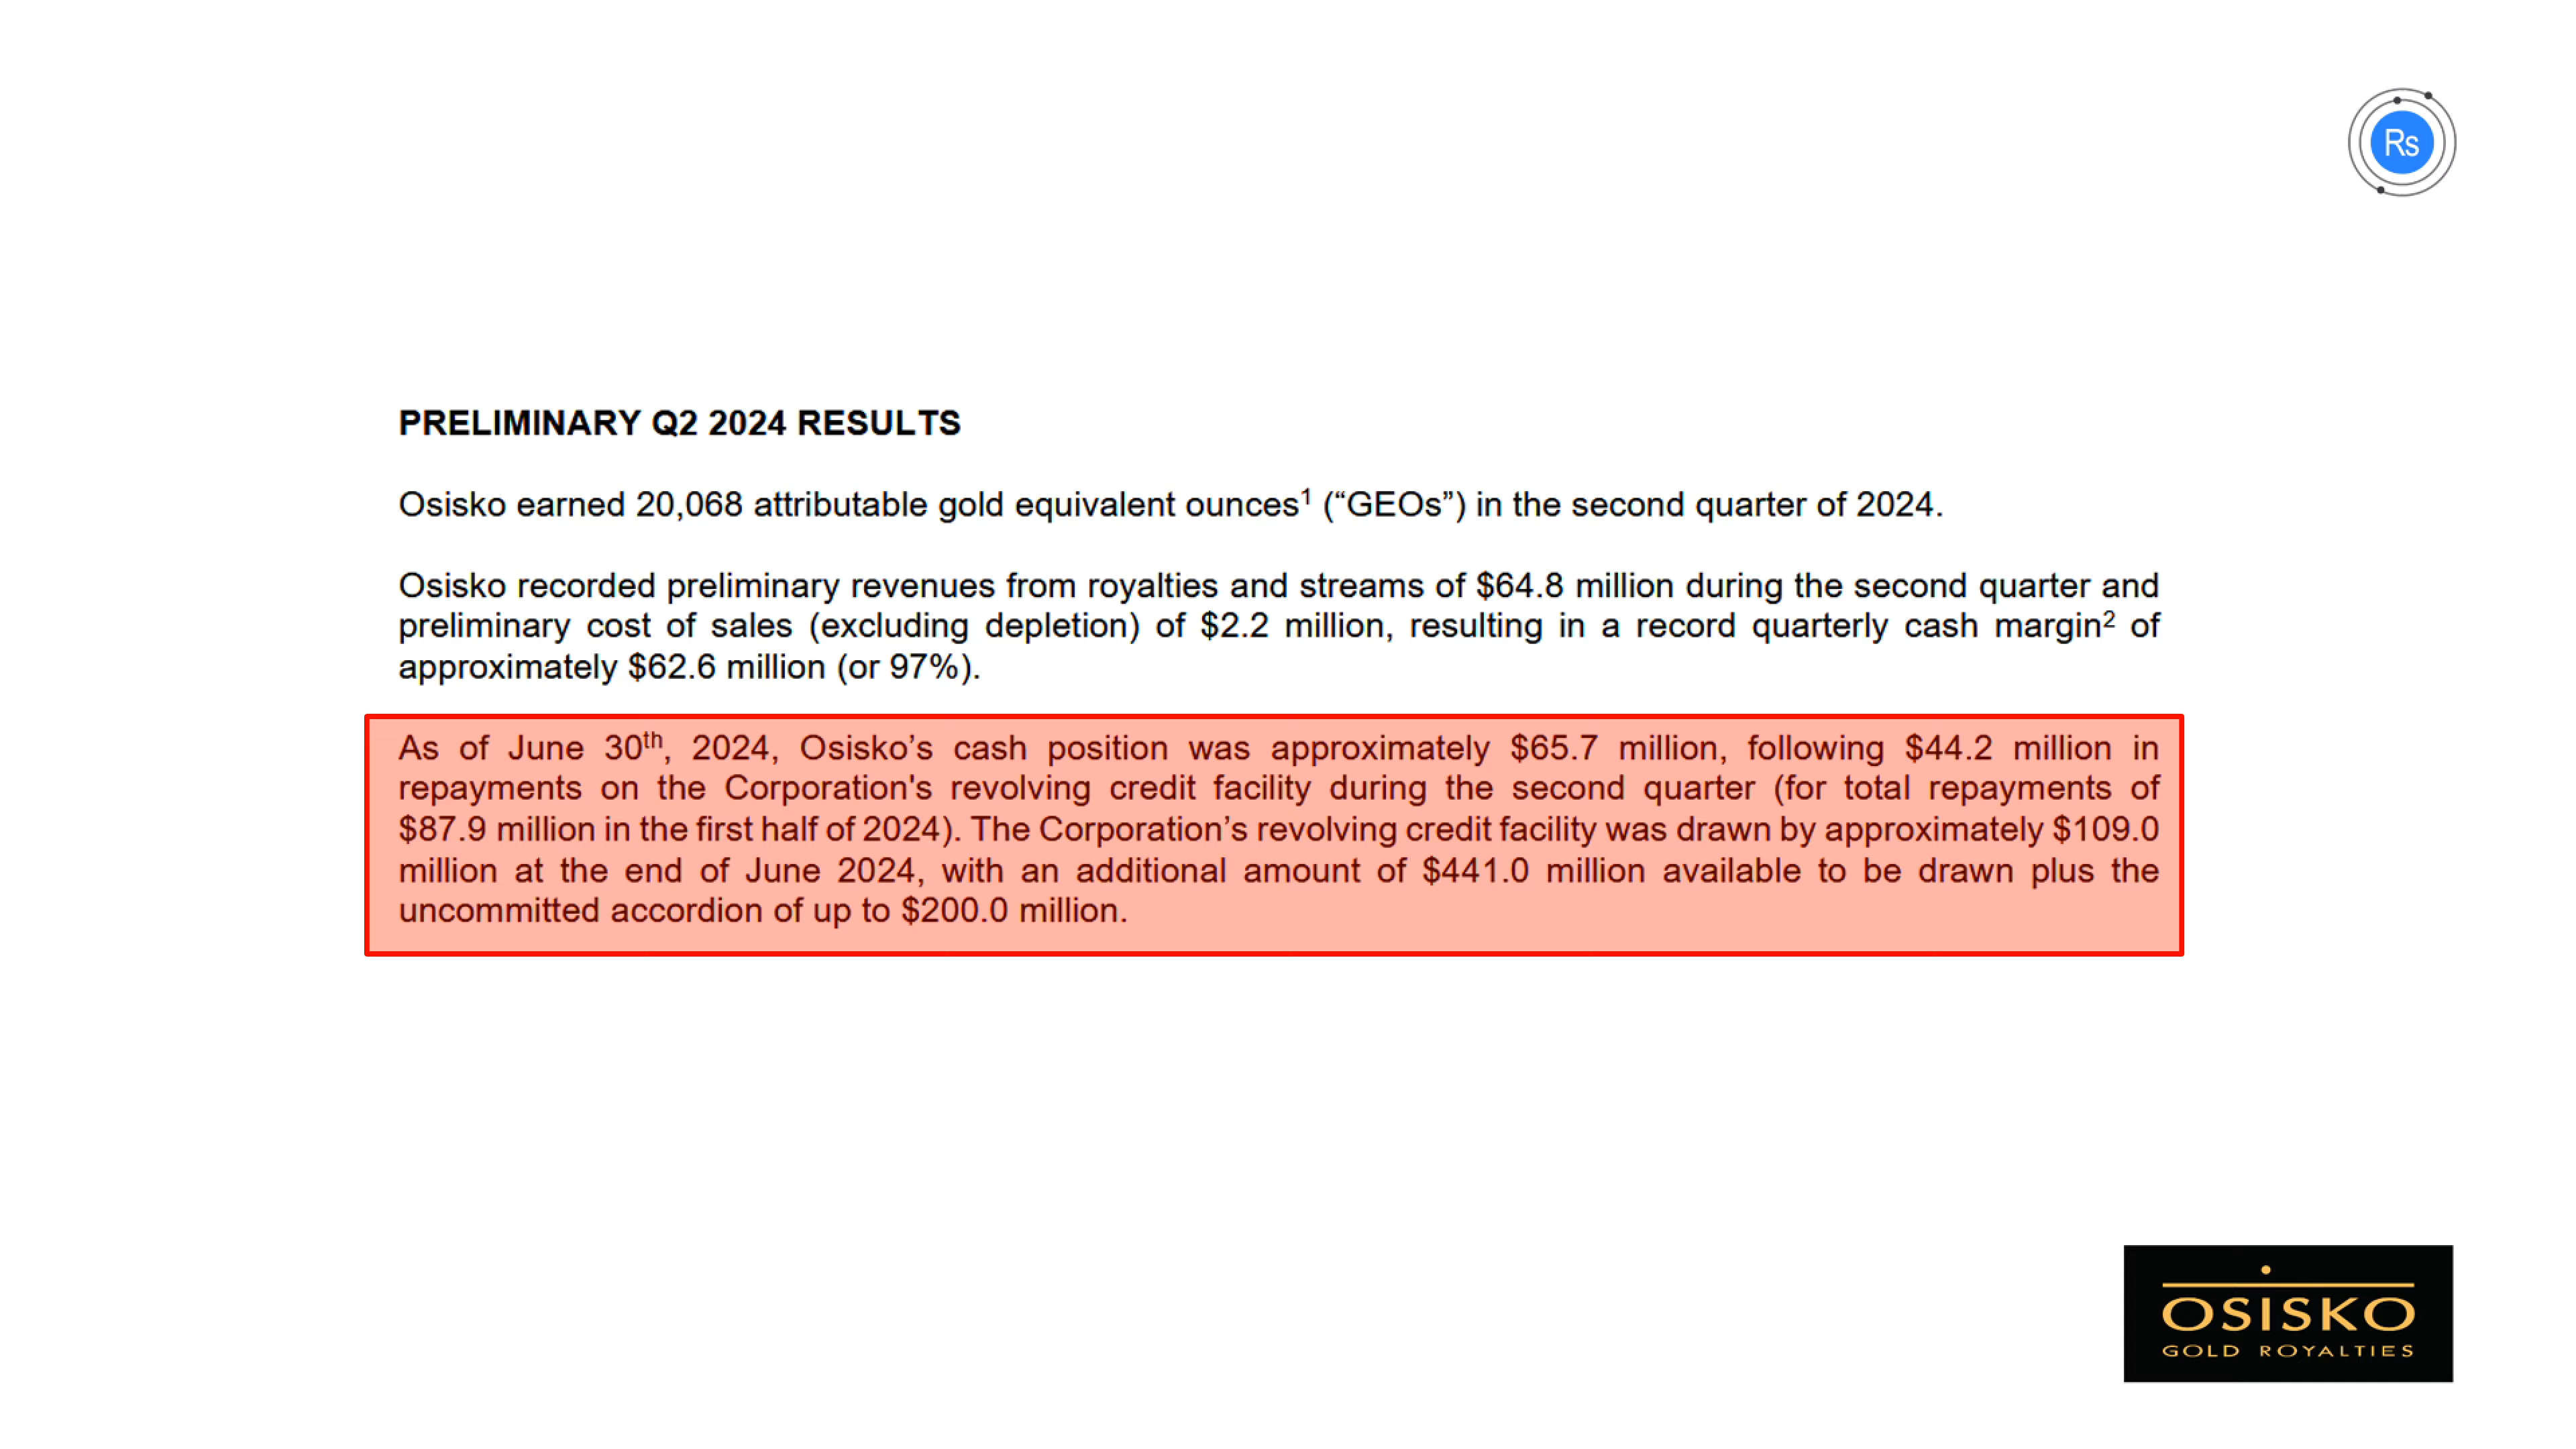 Rs
PRELIMINARY Q2 2024 RESULTS
Osisko earned 20,068 attributable gold equivalent ounces¹ (“GEOs”) in the second quarter of 2024.
Osisko recorded preliminary revenues from royalties and streams of $64.8 million during the second quarter and
preliminary cost of sales (excluding depletion) of $2.2 million, resulting in a record quarterly cash margin² of
approximately $62.6 million (or 97%).
As of June 30th, 2024, Osisko’s cash position was approximately $65.7 million, following $44.2 million in
repayments on the Corporation's revolving credit facility during the second quarter (for total repayments of
$87.9 million in the first half of 2024). The Corporation’s revolving credit facility was drawn by approximately $109.0
million at the end of June 2024, with an additional amount of $441.0 million available to be drawn plus the
uncommitted accordion of up to $200.0 million.
OSISKO
GOLD ROYALTIES